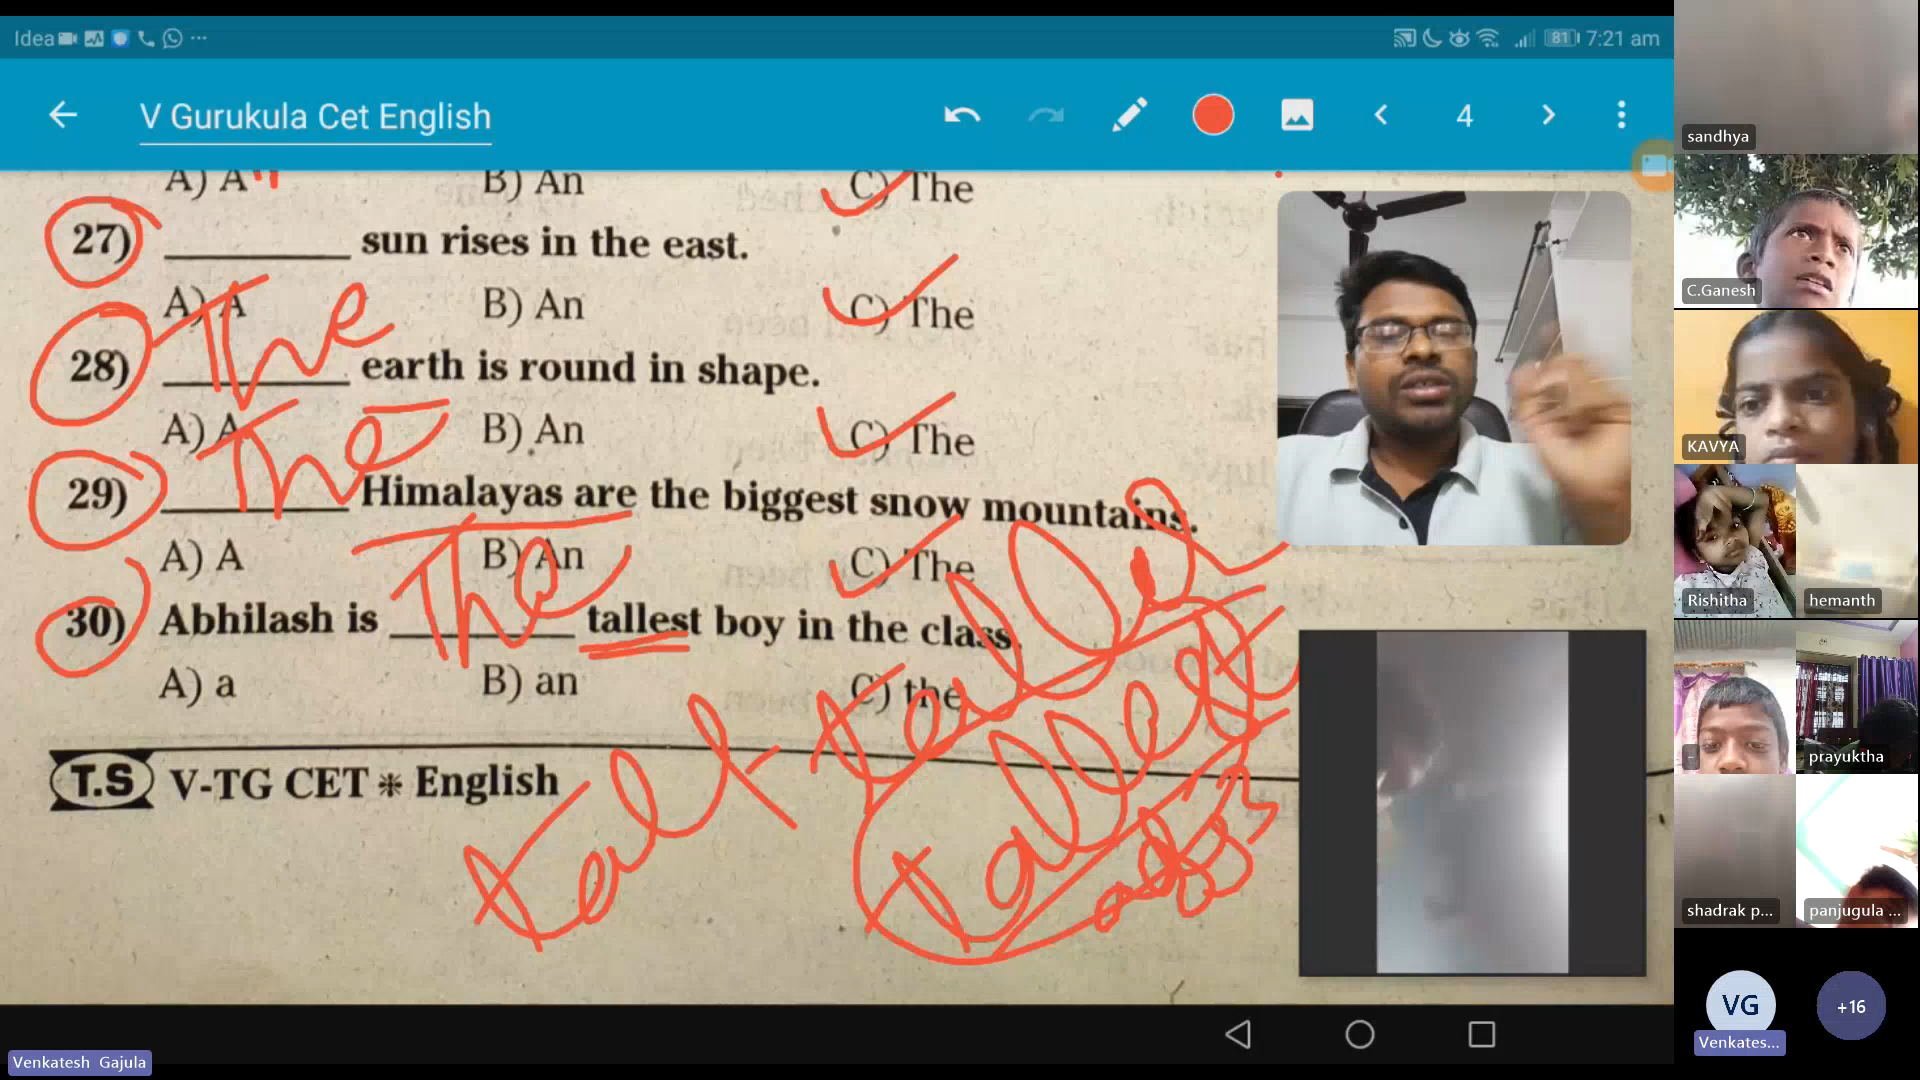 Idea
81 7:21 am
V Gurukula Cet English
4
A) A B) An C) The
27) ________ sun rises in the east.
A) A B) An C) The
The
28) ________ earth is round in shape.
A) A B) An C) The
The
29) ________ Himalayas are the biggest snow mountains.
A) A B) An C) The
The
30) Abhilash is ________ tallest boy in the class.
A) a B) an C) the
tall - taller
tallest
T.S V-TG CET ❋ English
sandhya
C.Ganesh
KAVYA
Rishitha
hemanth
-
prayuktha
shadrak p...
panjugula ...
VG
+16
Venkates...
Venkatesh Gajula